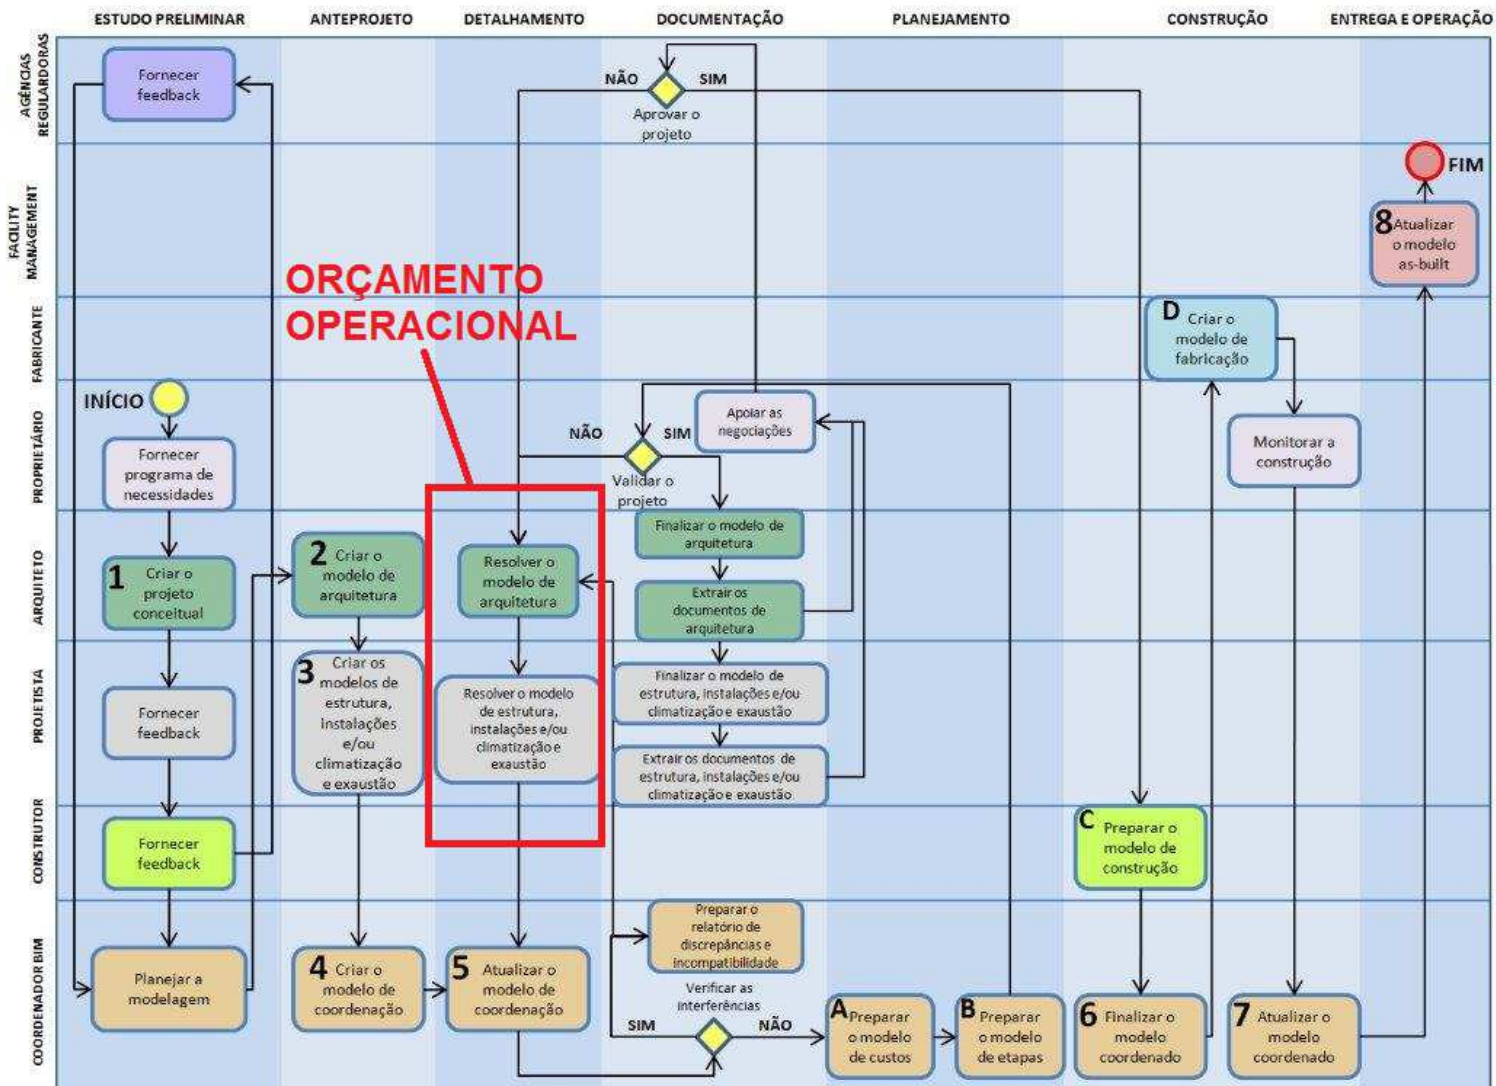 ESTUDO PRELIMINAR
ANTEPROJETO
DETALHAMENTO
DOCUMENTAÇÃO
PLANEJAMENTO
CONSTRUÇÃO
ENTREGA E OPERAÇÃO
AGÊNCIAS
REGULARDORAS
Fornecer
feedback
NÃO
SIM
Aprovar o
projeto
FACILITY
MANAGEMENT
FIM
8
Atualizar
o modelo
as-built
ORÇAMENTO
OPERACIONAL
FABRICANTE
D
Criar o
modelo de
fabricação
PROPRIETÁRIO
INÍCIO
Fornecer
programa de
necessidades
NÃO
SIM
Validar o
projeto
Apoiar as
negociações
Monitorar a
construção
ARQUITETO
1
Criar o
projeto
conceitual
2
Criar o
modelo de
arquitetura
Resolver o
modelo de
arquitetura
Finalizar o modelo de
arquitetura
Extrair os
documentos de
arquitetura
PROJETISTA
Fornecer
feedback
3
Criar os
modelos de
estrutura,
instalações
e/ou
climatização
e exaustão
Resolver o modelo
de estrutura,
instalações e/ou
climatização e
exaustão
Finalizar o modelo de
estrutura, instalações e/ou
climatização e exaustão
Extrair os documentos de
estrutura, instalações e/ou
climatização e exaustão
CONSTRUTOR
Fornecer
feedback
C
Preparar o
modelo de
construção
COORDENADOR BIM
Planejar a
modelagem
4
Criar o
modelo de
coordenação
5
Atualizar o
modelo de
coordenação
Preparar o
relatório de
discrepâncias e
incompatibilidade
Verificar as
interferências
SIM
NÃO
A
Preparar
o modelo
de custos
B
Preparar
o modelo
de etapas
6
Finalizar o
modelo
coordenado
7
Atualizar o
modelo
coordenado